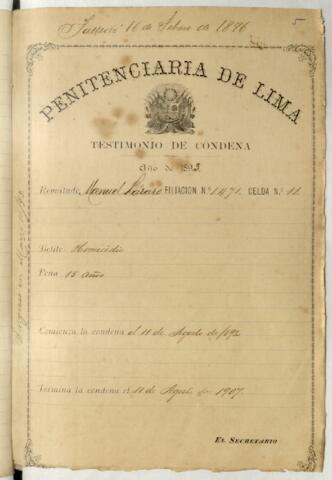 16 de Febrero de 1896
5
PENITENCIARIA DE LIMA
TESTIMONIO DE CONDENA
Año de 1893.
Rematado, Manuel Lázaro FILIACION N.° 1471. CELDA N.° 11.
Delito Homicidio
Pena 15 años
Comienza la condena el 11 de Agosto de 1892
Termina la condena el 11 de Agosto de 1907.
EL SECRETARIO